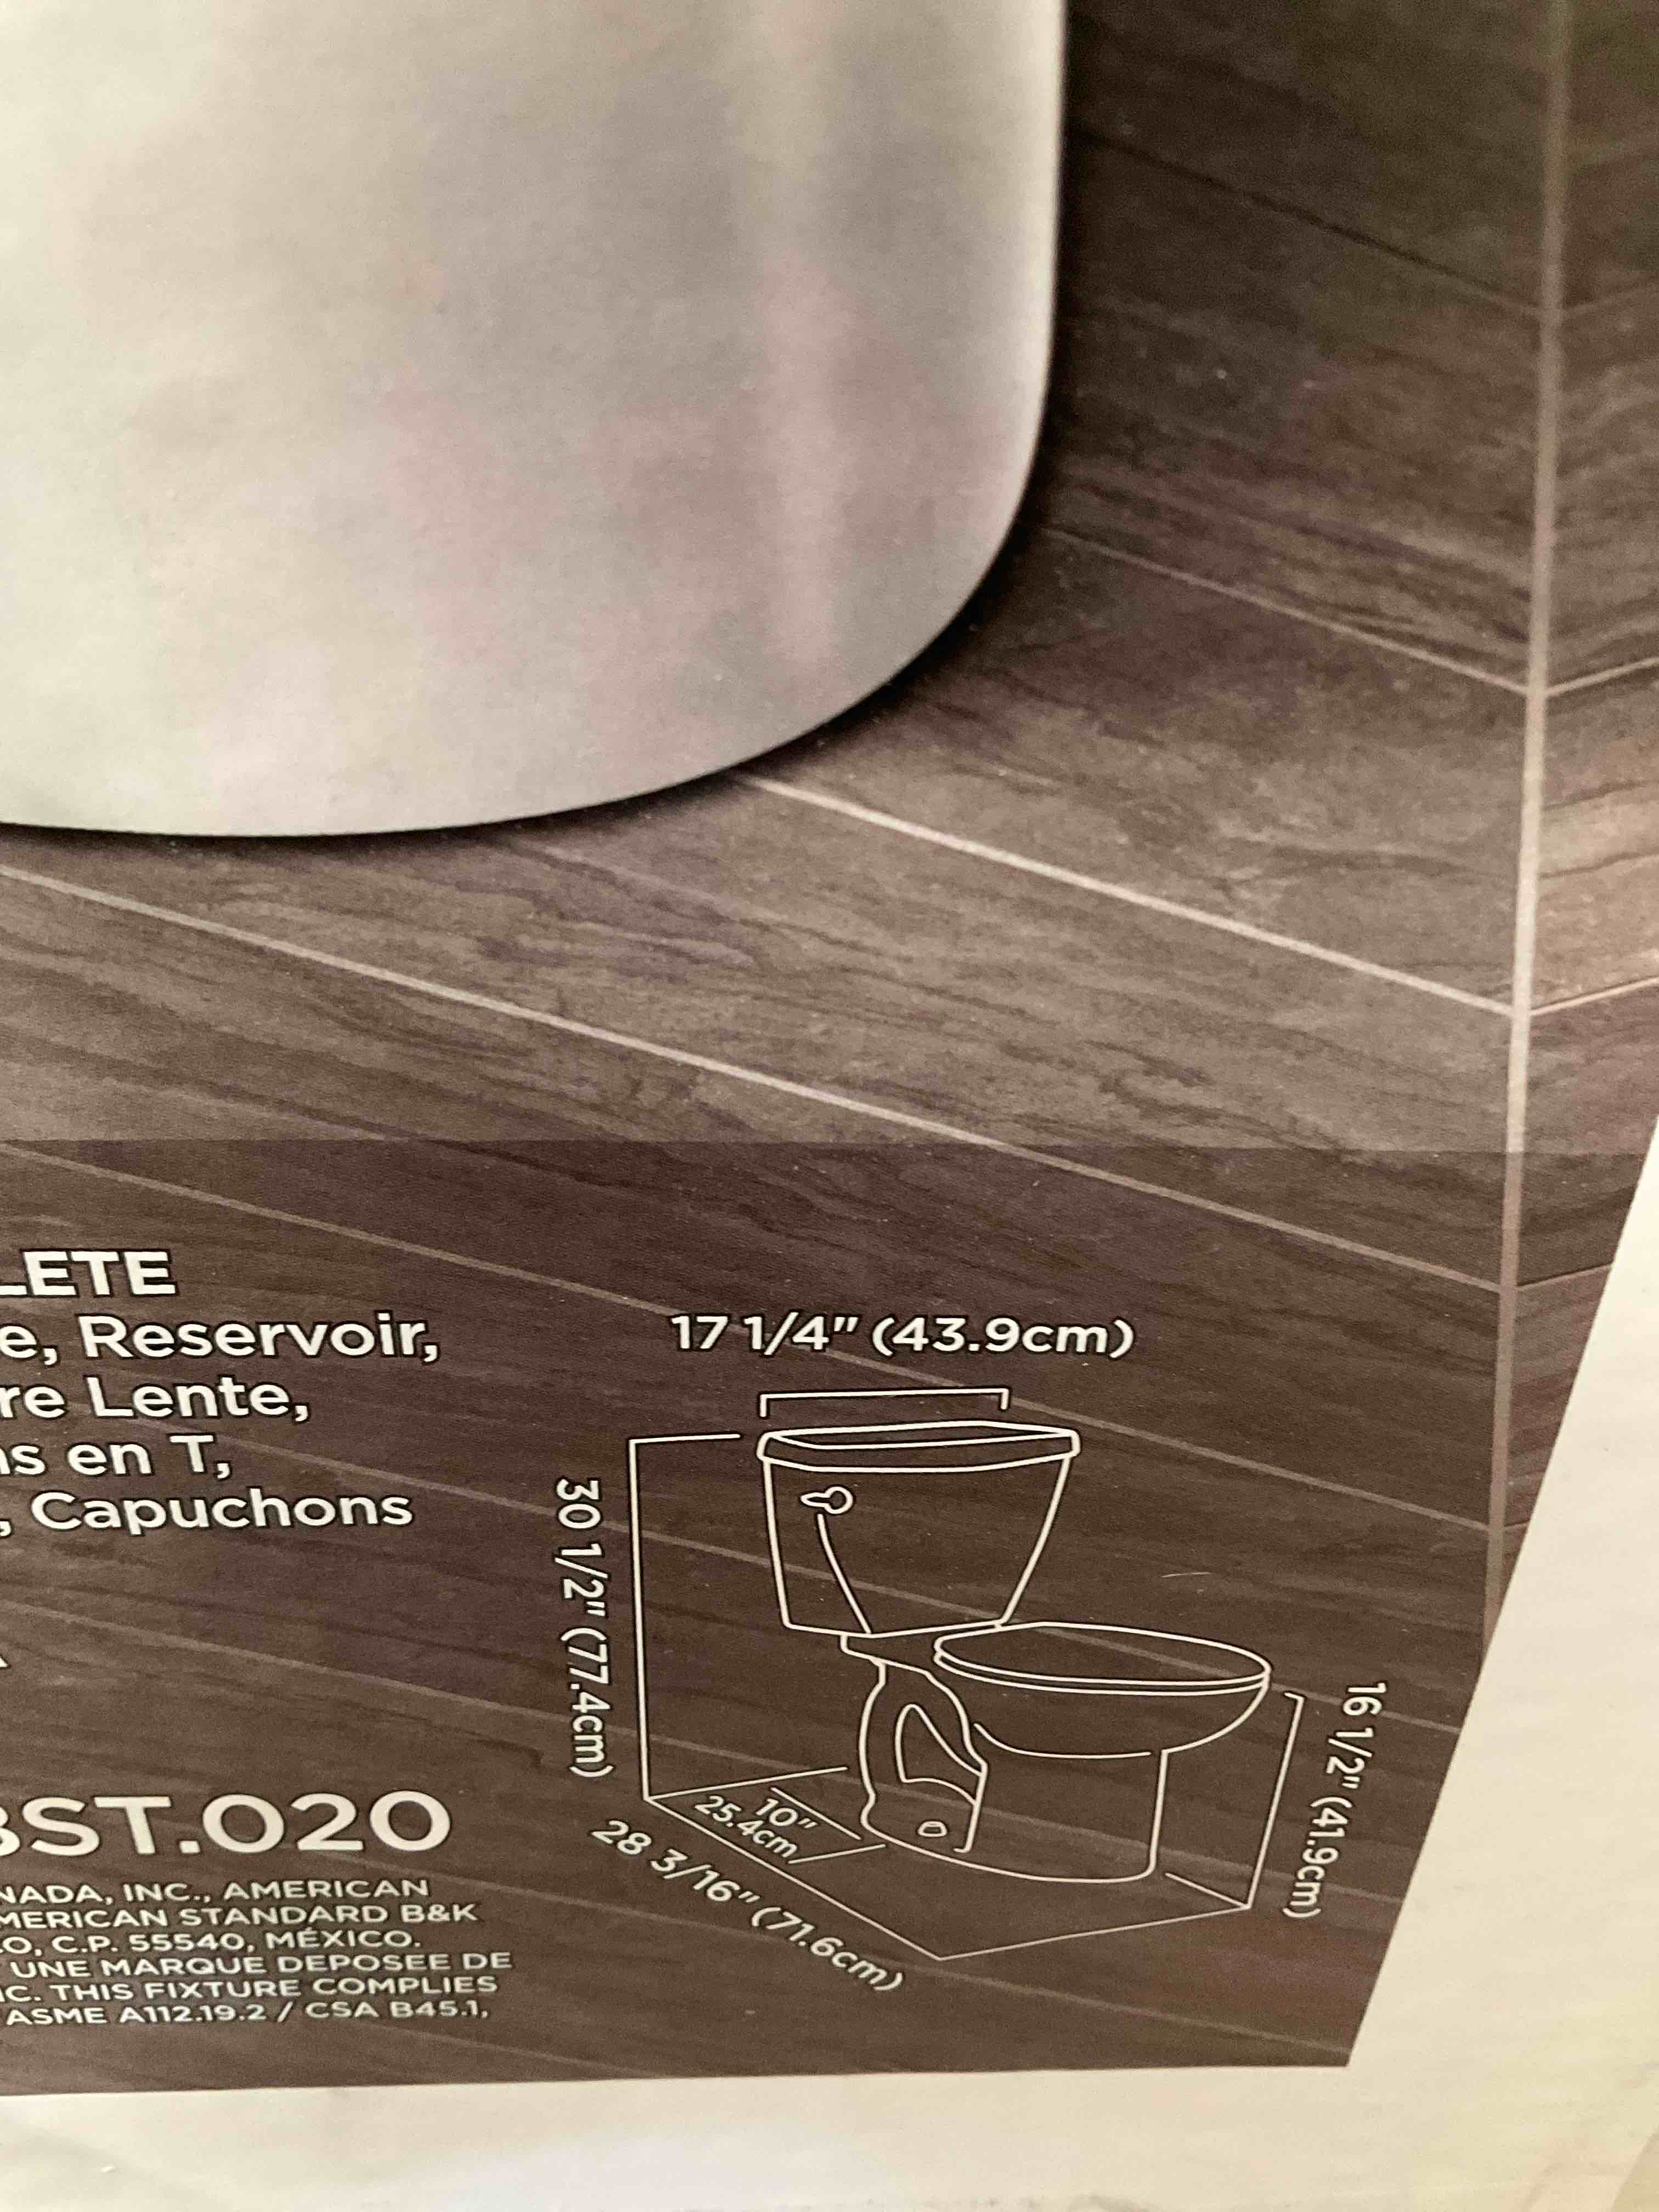 LETE
e, Reservoir,
re Lente,
ns en T,
, Capuchons
BST.020
NADA, INC., AMERICAN
MERICAN STANDARD B&K
O, C.P. 55540, MÉXICO.
UNE MARQUE DEPOSEE DE
C. THIS FIXTURE COMPLIES
ASME A112.19.2 / CSA B45.1,
17 1/4" (43.9cm)
30 1/2" (77.4cm)
10"
25.4cm
28 3/16" (71.6cm)
16 1/2" (41.9cm)